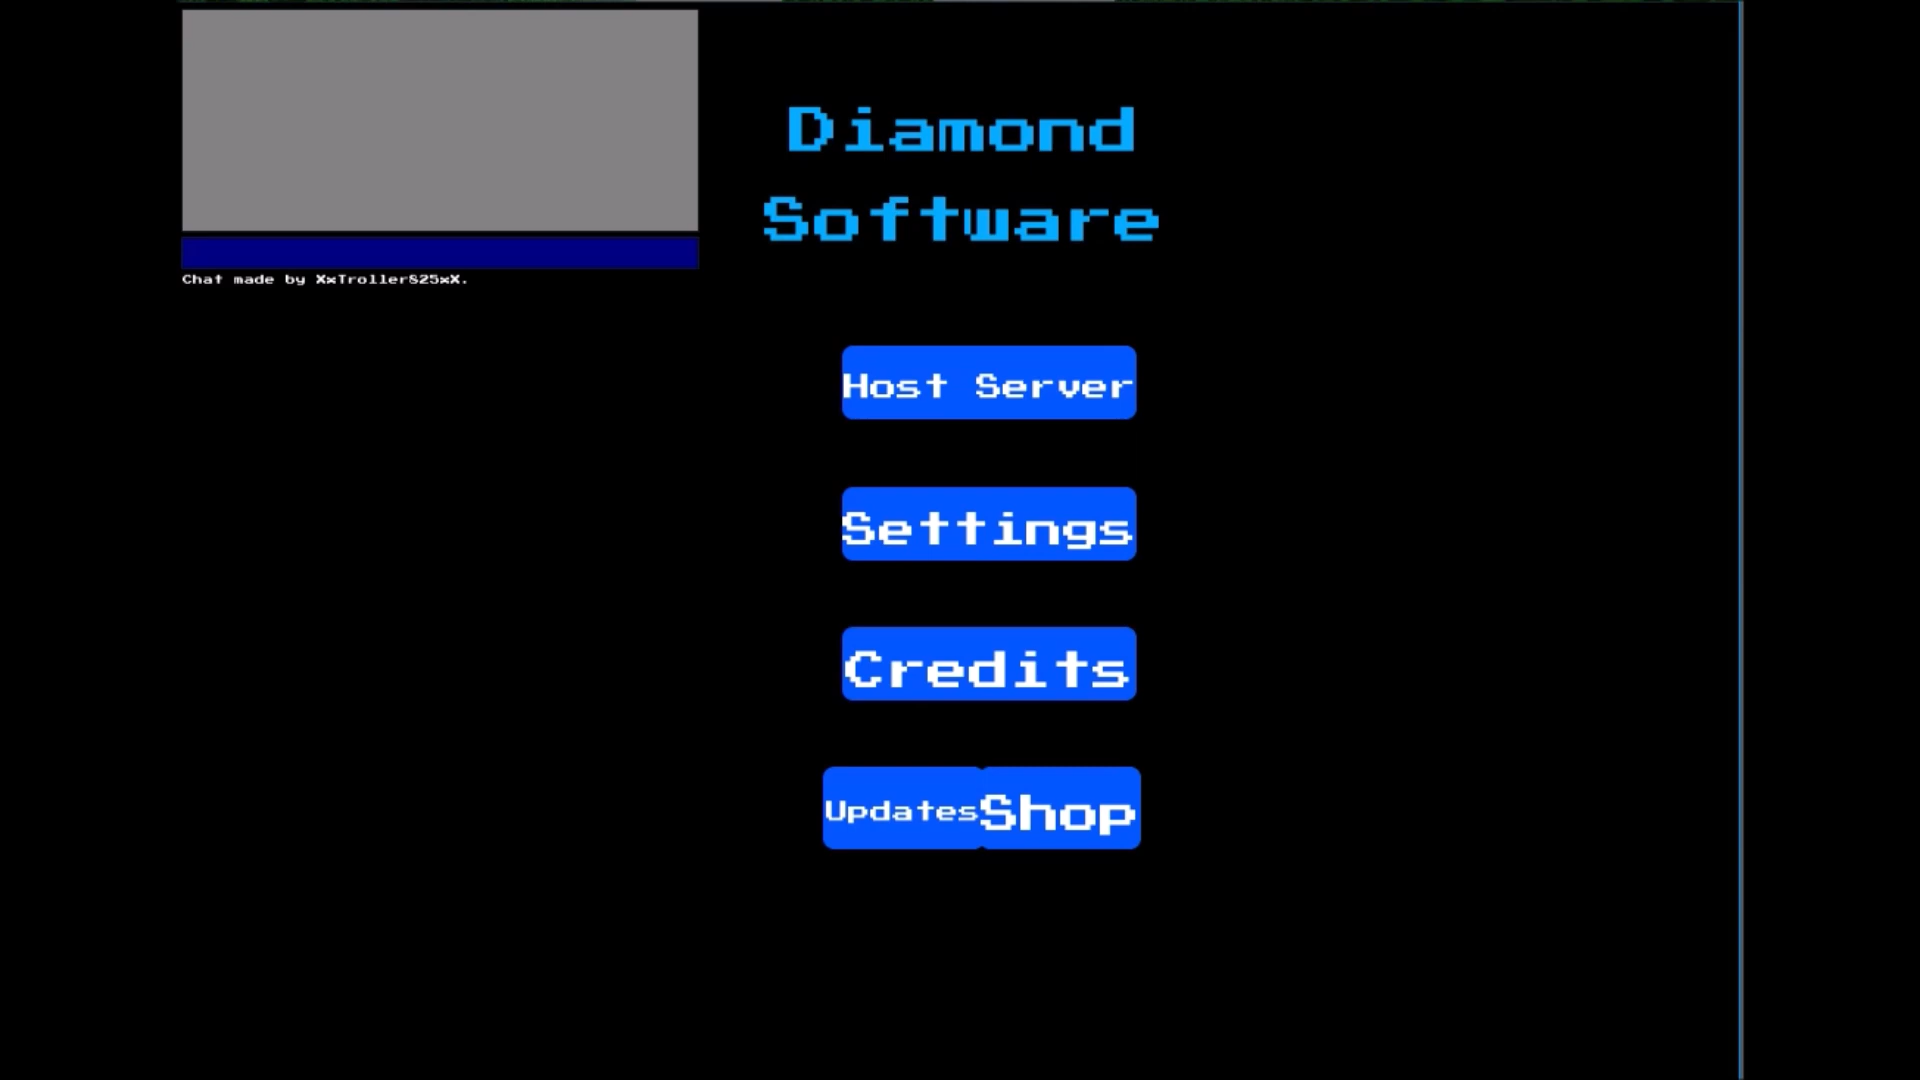 Diamond
Software
Chat made by XxTroller825xX.
Host Server
Settings
Credits
Updates
Shop